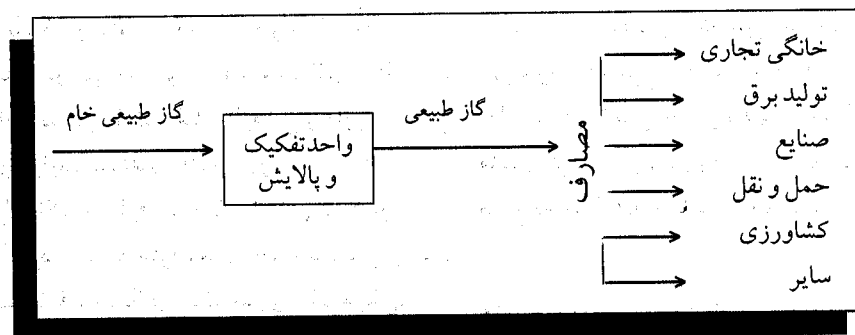 گاز طبیعی خام
واحد تفکیک
و پالایش
گاز طبیعی
مصارف
خانگی تجاری
تولید برق
صنایع
حمل و نقل
کشاورزی
سایر